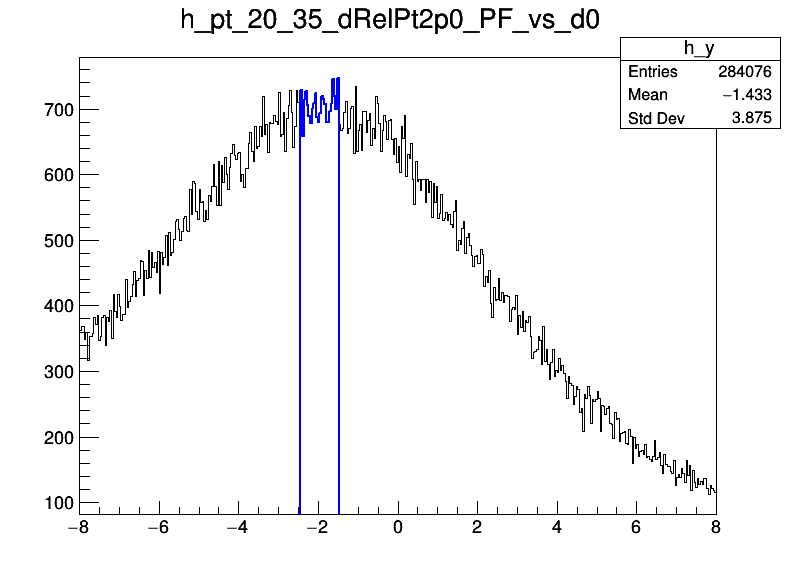 h_pt_20_35_dRelPt2p0_PF_vs_d0
h_y
Entries 284076
Mean −1.433
Std Dev 3.875
700
600
500
400
300
200
100
−8 −6 −4 −2 0 2 4 6 8